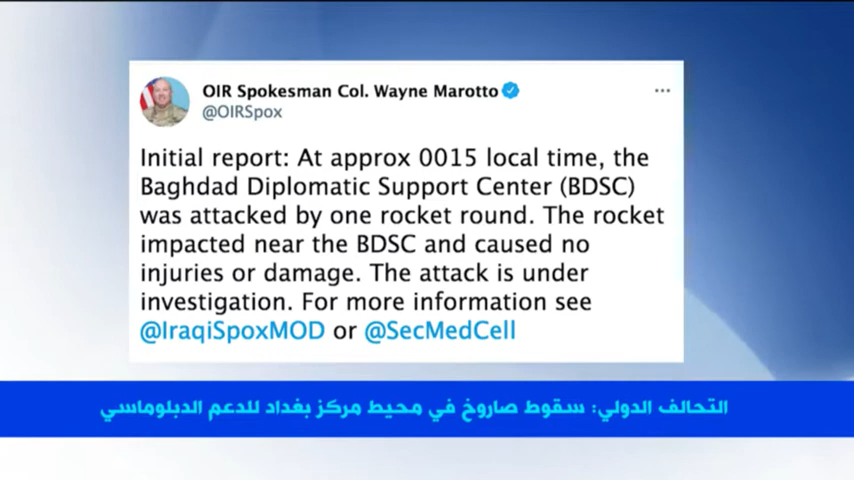 OIR Spokesman Col. Wayne Marotto
@OIRSpox
Initial report: At approx 0015 local time, the
Baghdad Diplomatic Support Center (BDSC)
was attacked by one rocket round. The rocket
impacted near the BDSC and caused no
injuries or damage. The attack is under
investigation. For more information see
@IraqiSpoxMOD or @SecMedCell
التحالف الدولي: سقوط صاروخ في محيط مركز بغداد للدعم الدبلوماسي